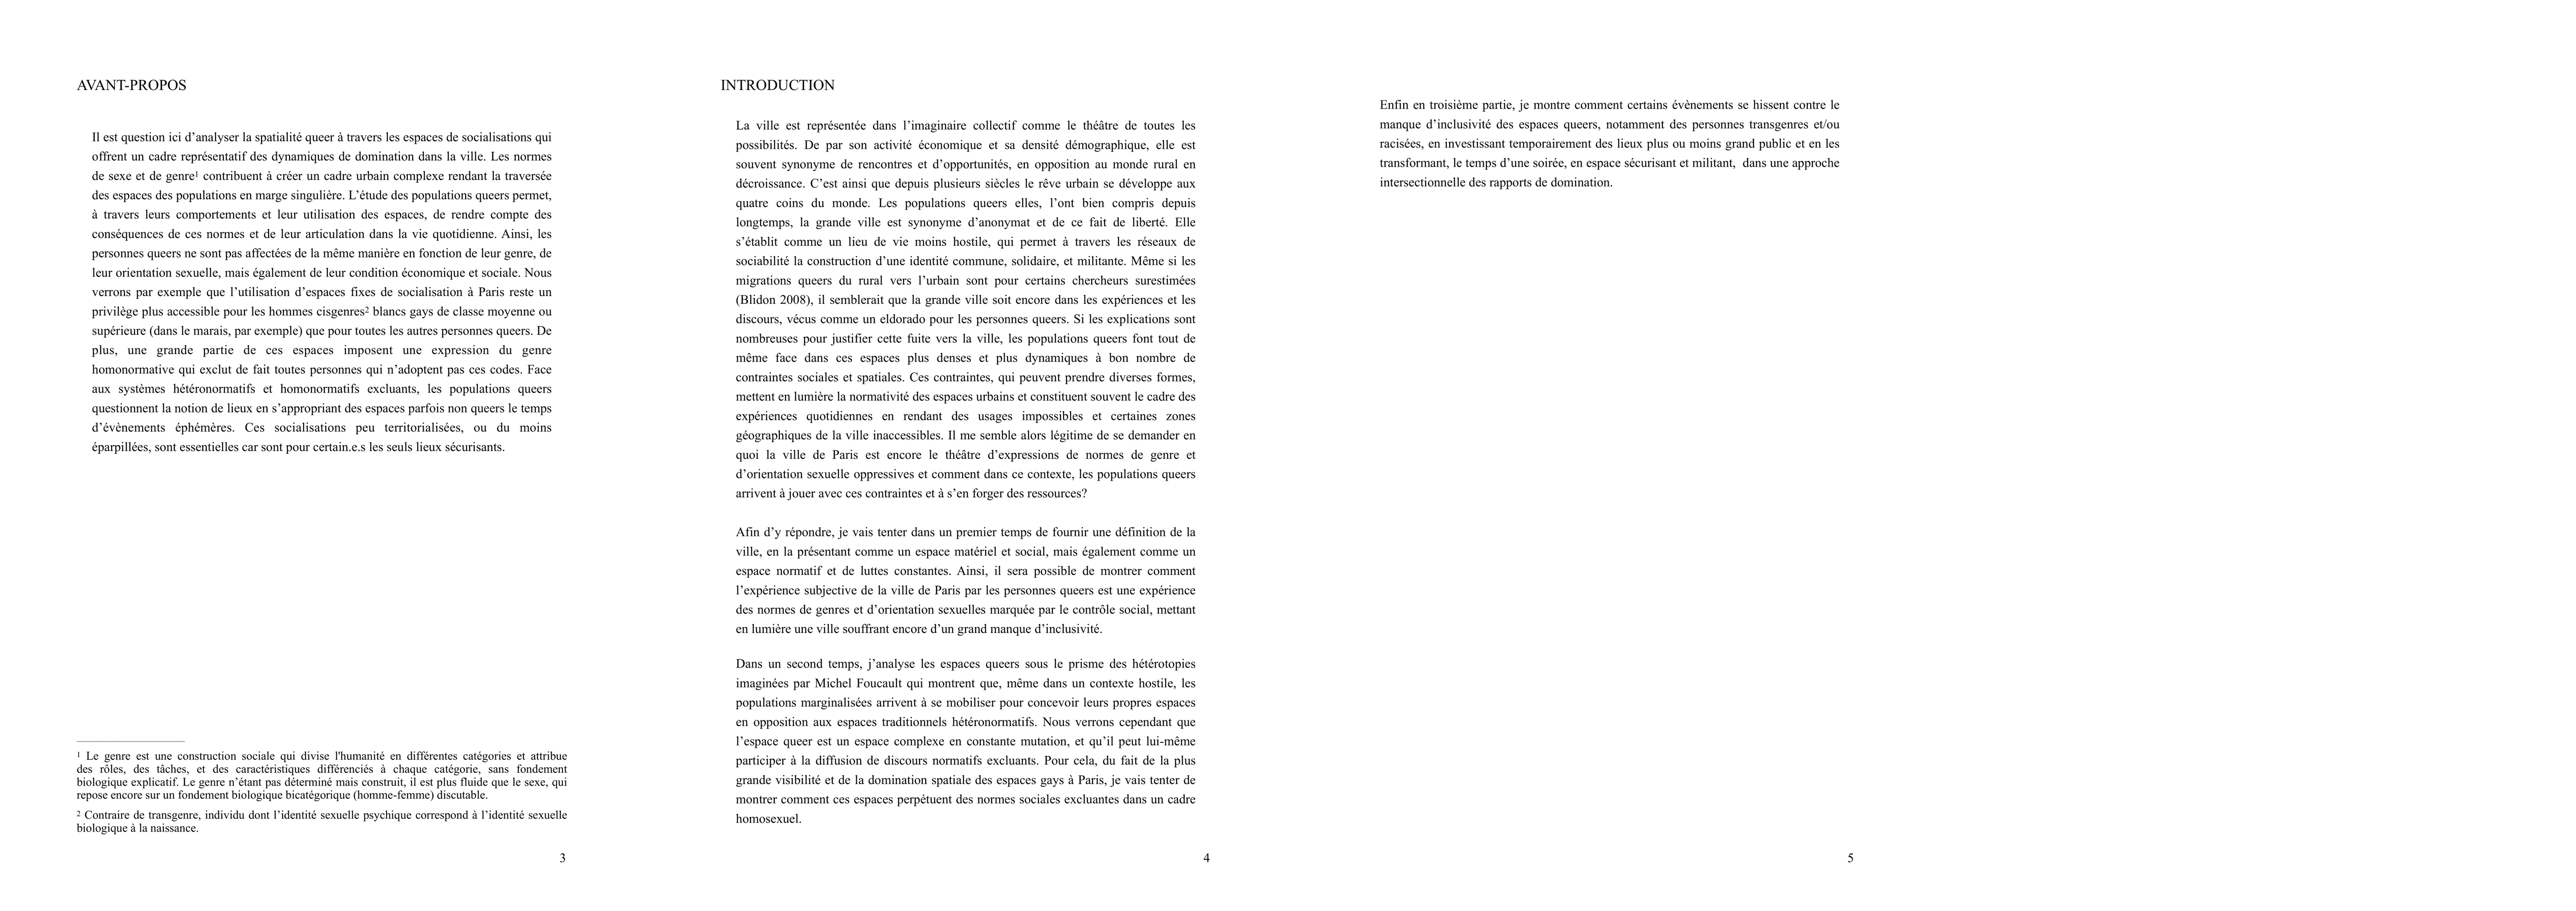 AVANT-PROPOS
Il est question ici d’analyser la spatialité queer à travers les espaces de socialisations qui
offrent un cadre représentatif des dynamiques de domination dans la ville. Les normes
de sexe et de genre¹ contribuent à créer un cadre urbain complexe rendant la traversée
des espaces des populations en marge singulière. L’étude des populations queers permet,
à travers leurs comportements et leur utilisation des espaces, de rendre compte des
conséquences de ces normes et de leur articulation dans la vie quotidienne. Ainsi, les
personnes queers ne sont pas affectées de la même manière en fonction de leur genre, de
leur orientation sexuelle, mais également de leur condition économique et sociale. Nous
verrons par exemple que l’utilisation d’espaces fixes de socialisation à Paris reste un
privilège plus accessible pour les hommes cisgenres² blancs gays de classe moyenne ou
supérieure (dans le marais, par exemple) que pour toutes les autres personnes queers. De
plus, une grande partie de ces espaces imposent une expression du genre
homonormative qui exclut de fait toutes personnes qui n’adoptent pas ces codes. Face
aux systèmes hétéronormatifs et homonormatifs excluants, les populations queers
questionnent la notion de lieux en s’appropriant des espaces parfois non queers le temps
d’évènements éphémères. Ces socialisations peu territorialisées, ou du moins
éparpillées, sont essentielles car sont pour certain.e.s les seuls lieux sécurisants.
¹ Le genre est une construction sociale qui divise l'humanité en différentes catégories et attribue
des rôles, des tâches, et des caractéristiques différenciés à chaque catégorie, sans fondement
biologique explicatif. Le genre n’étant pas déterminé mais construit, il est plus fluide que le sexe, qui
repose encore sur un fondement biologique bicatégorique (homme-femme) discutable.
² Contraire de transgenre, individu dont l’identité sexuelle psychique correspond à l’identité sexuelle
biologique à la naissance.
3
INTRODUCTION
La ville est représentée dans l’imaginaire collectif comme le théâtre de toutes les
possibilités. De par son activité économique et sa densité démographique, elle est
souvent synonyme de rencontres et d’opportunités, en opposition au monde rural en
décroissance. C’est ainsi que depuis plusieurs siècles le rêve urbain se développe aux
quatre coins du monde. Les populations queers elles, l’ont bien compris depuis
longtemps, la grande ville est synonyme d’anonymat et de ce fait de liberté. Elle
s’établit comme un lieu de vie moins hostile, qui permet à travers les réseaux de
sociabilité la construction d’une identité commune, solidaire, et militante. Même si les
migrations queers du rural vers l’urbain sont pour certains chercheurs surestimées
(Blidon 2008), il semblerait que la grande ville soit encore dans les expériences et les
discours, vécus comme un eldorado pour les personnes queers. Si les explications sont
nombreuses pour justifier cette fuite vers la ville, les populations queers font tout de
même face dans ces espaces plus denses et plus dynamiques à bon nombre de
contraintes sociales et spatiales. Ces contraintes, qui peuvent prendre diverses formes,
mettent en lumière la normativité des espaces urbains et constituent souvent le cadre des
expériences quotidiennes en rendant des usages impossibles et certaines zones
géographiques de la ville inaccessibles. Il me semble alors légitime de se demander en
quoi la ville de Paris est encore le théâtre d’expressions de normes de genre et
d’orientation sexuelle oppressives et comment dans ce contexte, les populations queers
arrivent à jouer avec ces contraintes et à s’en forger des ressources?
Afin d’y répondre, je vais tenter dans un premier temps de fournir une définition de la
ville, en la présentant comme un espace matériel et social, mais également comme un
espace normatif et de luttes constantes. Ainsi, il sera possible de montrer comment
l’expérience subjective de la ville de Paris par les personnes queers est une expérience
des normes de genres et d’orientation sexuelles marquée par le contrôle social, mettant
en lumière une ville souffrant encore d’un grand manque d’inclusivité.
Dans un second temps, j’analyse les espaces queers sous le prisme des hétérotopies
imaginées par Michel Foucault qui montrent que, même dans un contexte hostile, les
populations marginalisées arrivent à se mobiliser pour concevoir leurs propres espaces
en opposition aux espaces traditionnels hétéronormatifs. Nous verrons cependant que
l’espace queer est un espace complexe en constante mutation, et qu’il peut lui-même
participer à la diffusion de discours normatifs excluants. Pour cela, du fait de la plus
grande visibilité et de la domination spatiale des espaces gays à Paris, je vais tenter de
montrer comment ces espaces perpétuent des normes sociales excluantes dans un cadre
homosexuel.
4
Enfin en troisième partie, je montre comment certains évènements se hissent contre le
manque d’inclusivité des espaces queers, notamment des personnes transgenres et/ou
racisées, en investissant temporairement des lieux plus ou moins grand public et en les
transformant, le temps d’une soirée, en espace sécurisant et militant, dans une approche
intersectionnelle des rapports de domination.
5